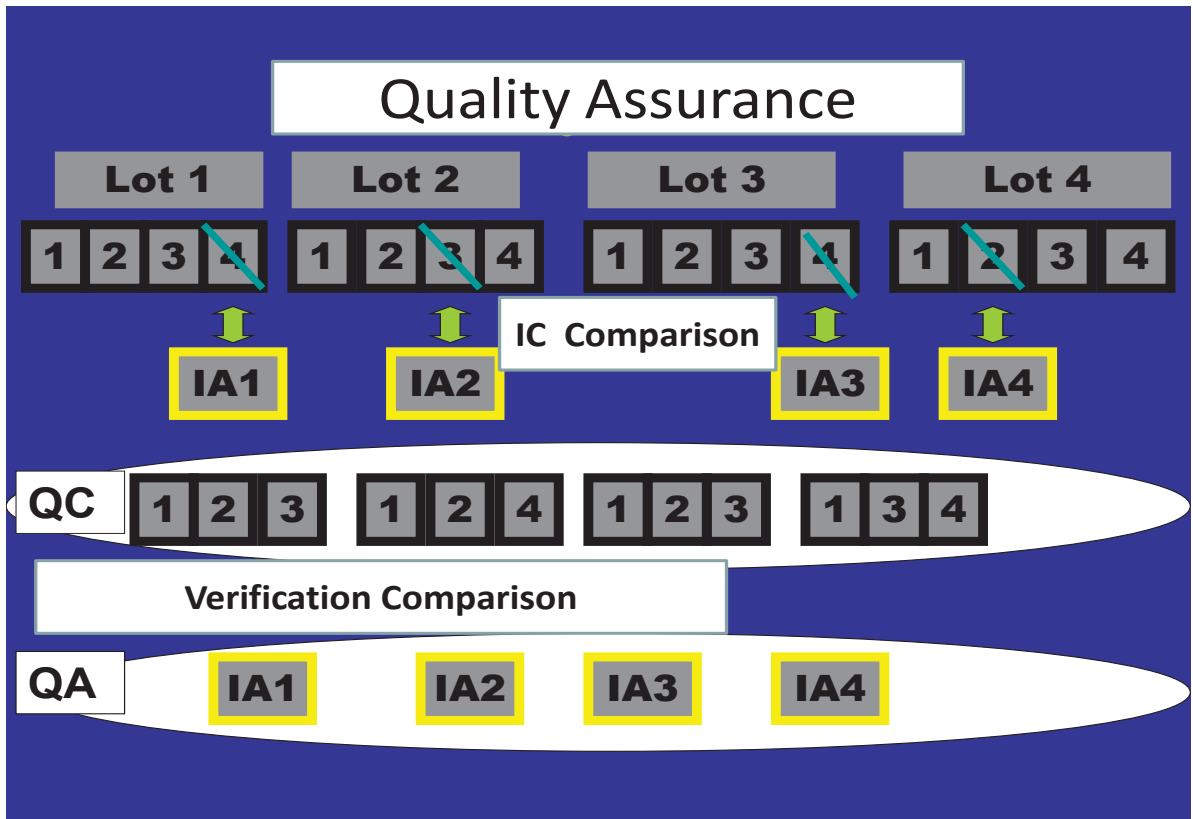 Quality Assurance
Lot 1 Lot 2 Lot 3 Lot 4
1 2 3 4 1 2 3 4 1 2 3 4 1 2 3 4
IC Comparison
IA1 IA2 IA3 IA4
QC 1 2 3 1 2 4 1 2 3 1 3 4
Verification Comparison
QA IA1 IA2 IA3 IA4